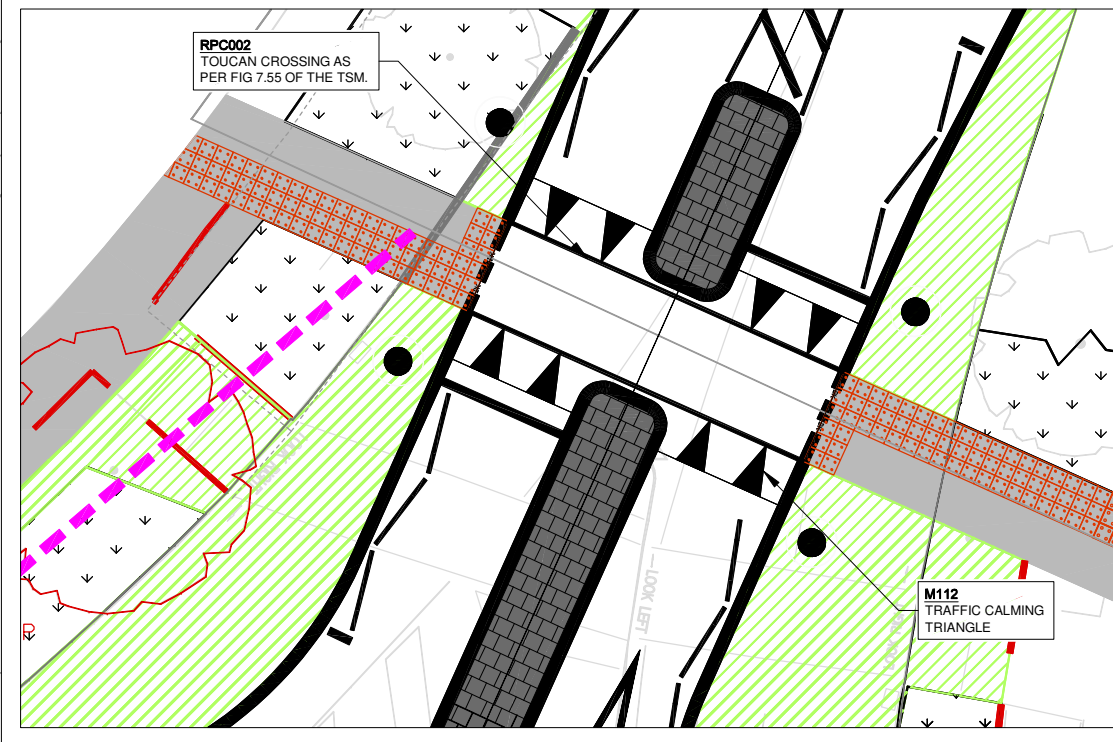 RPC002
TOUCAN CROSSING AS
PER FIG 7.55 OF THE TSM.
LOOK LEFT
M112
TRAFFIC CALMING
TRIANGLE